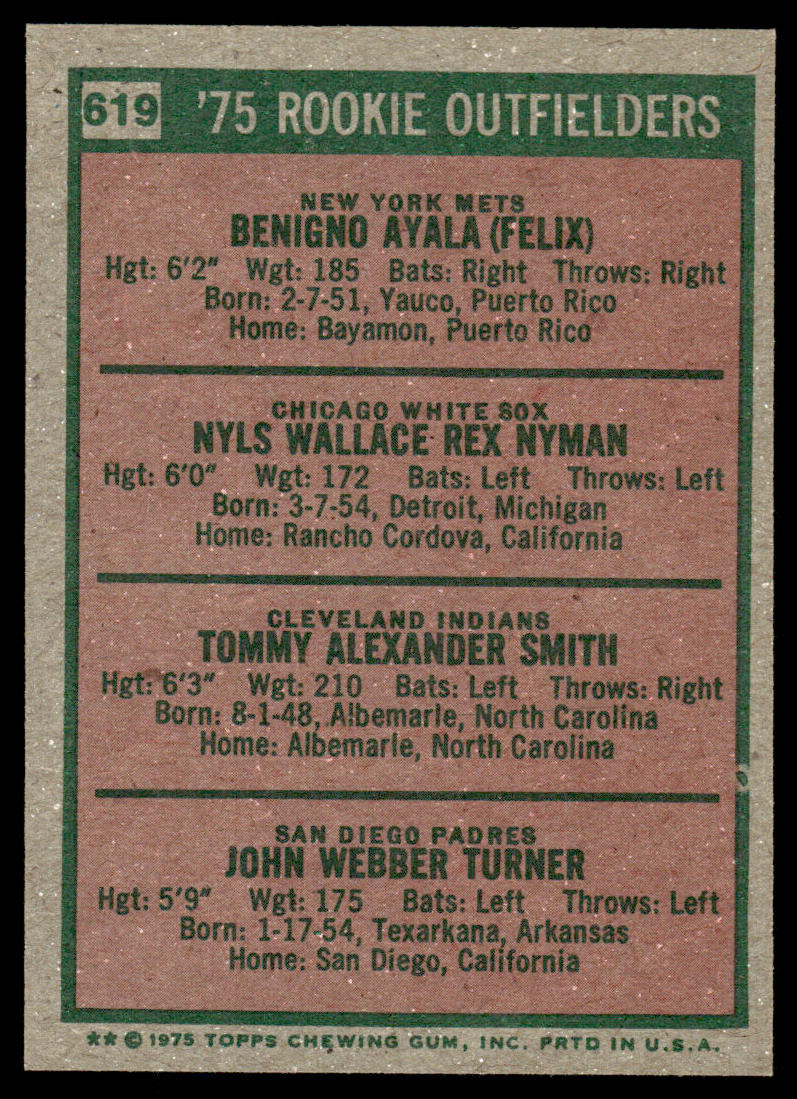 619 '75 ROOKIE OUTFIELDERS
NEW YORK METS
BENIGNO AYALA (FELIX)
Hgt: 6'2" Wgt: 185 Bats: Right Throws: Right
Born: 2-7-51, Yauco, Puerto Rico
Home: Bayamon, Puerto Rico
CHICAGO WHITE SOX
NYLS WALLACE REX NYMAN
Hgt: 6'0" Wgt: 172 Bats: Left Throws: Left
Born: 3-7-54, Detroit, Michigan
Home: Rancho Cordova, California
CLEVELAND INDIANS
TOMMY ALEXANDER SMITH
Hgt: 6'3" Wgt: 210 Bats: Left Throws: Right
Born: 8-1-48, Albemarle, North Carolina
Home: Albemarle, North Carolina
SAN DIEGO PADRES
JOHN WEBBER TURNER
Hgt: 5'9" Wgt: 175 Bats: Left Throws: Left
Born: 1-17-54, Texarkana, Arkansas
Home: San Diego, California
** © 1975 TOPPS CHEWING GUM, INC. PRTD IN U.S.A.